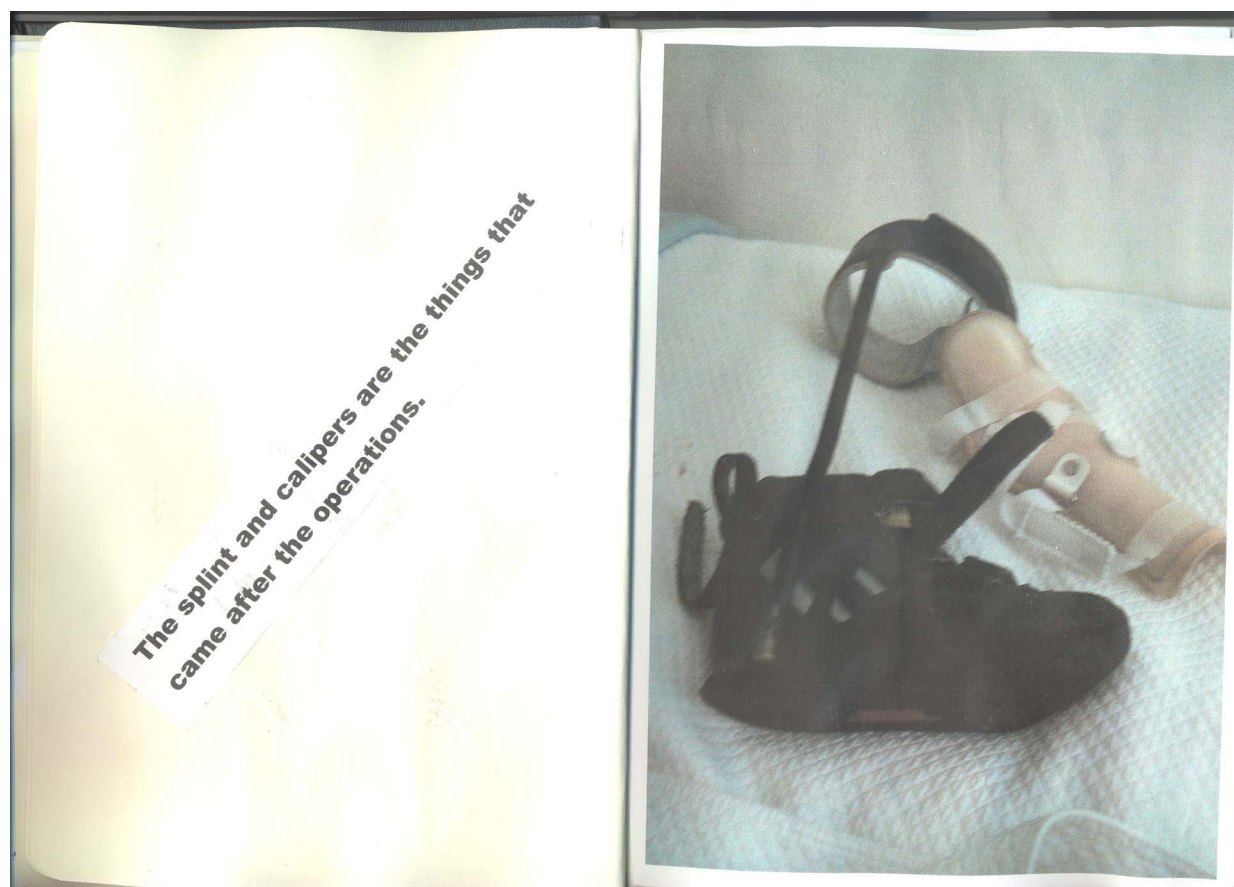 The splint and calipers are the things that
came after the operations.